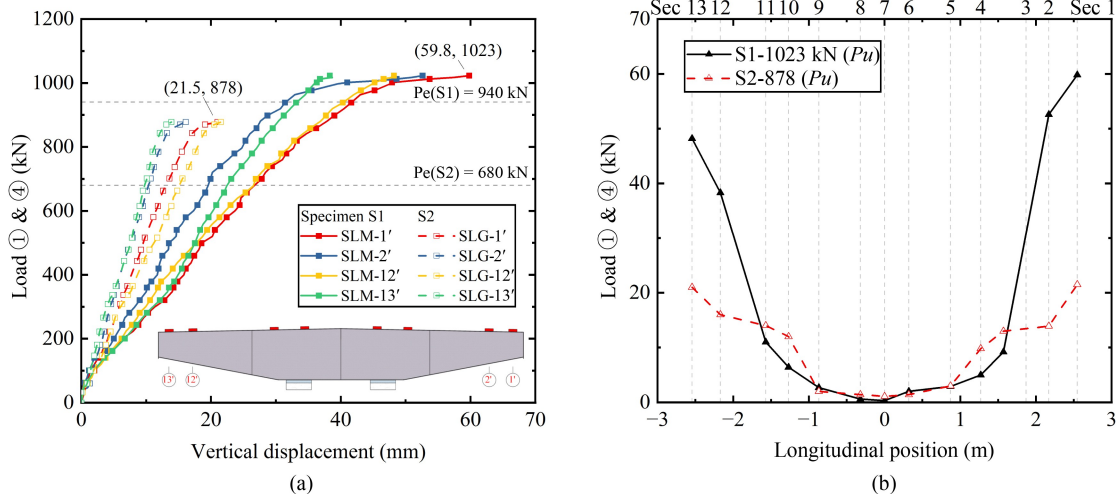 1200
1000
800
600
400
200
0
Load ① & ④ (kN)
(59.8, 1023)
(21.5, 878)
Pe(S1) = 940 kN
Pe(S2) = 680 kN
Specimen S1 S2
SLM-1′ SLG-1′
SLM-2′ SLG-2′
SLM-12′ SLG-12′
SLM-13′ SLG-13′
13′ 12′ 2′ 1′
0 10 20 30 40 50 60 70
Vertical displacement (mm)
(a)
Sec 13 12 11 10 9 8 7 6 5 4 3 2 Sec 1
70
60
50
40
30
20
10
0
Load ① & ④ (kN)
S1-1023 kN (Pu)
S2-878 (Pu)
−3 −2 −1 0 1 2 3
Longitudinal position (m)
(b)